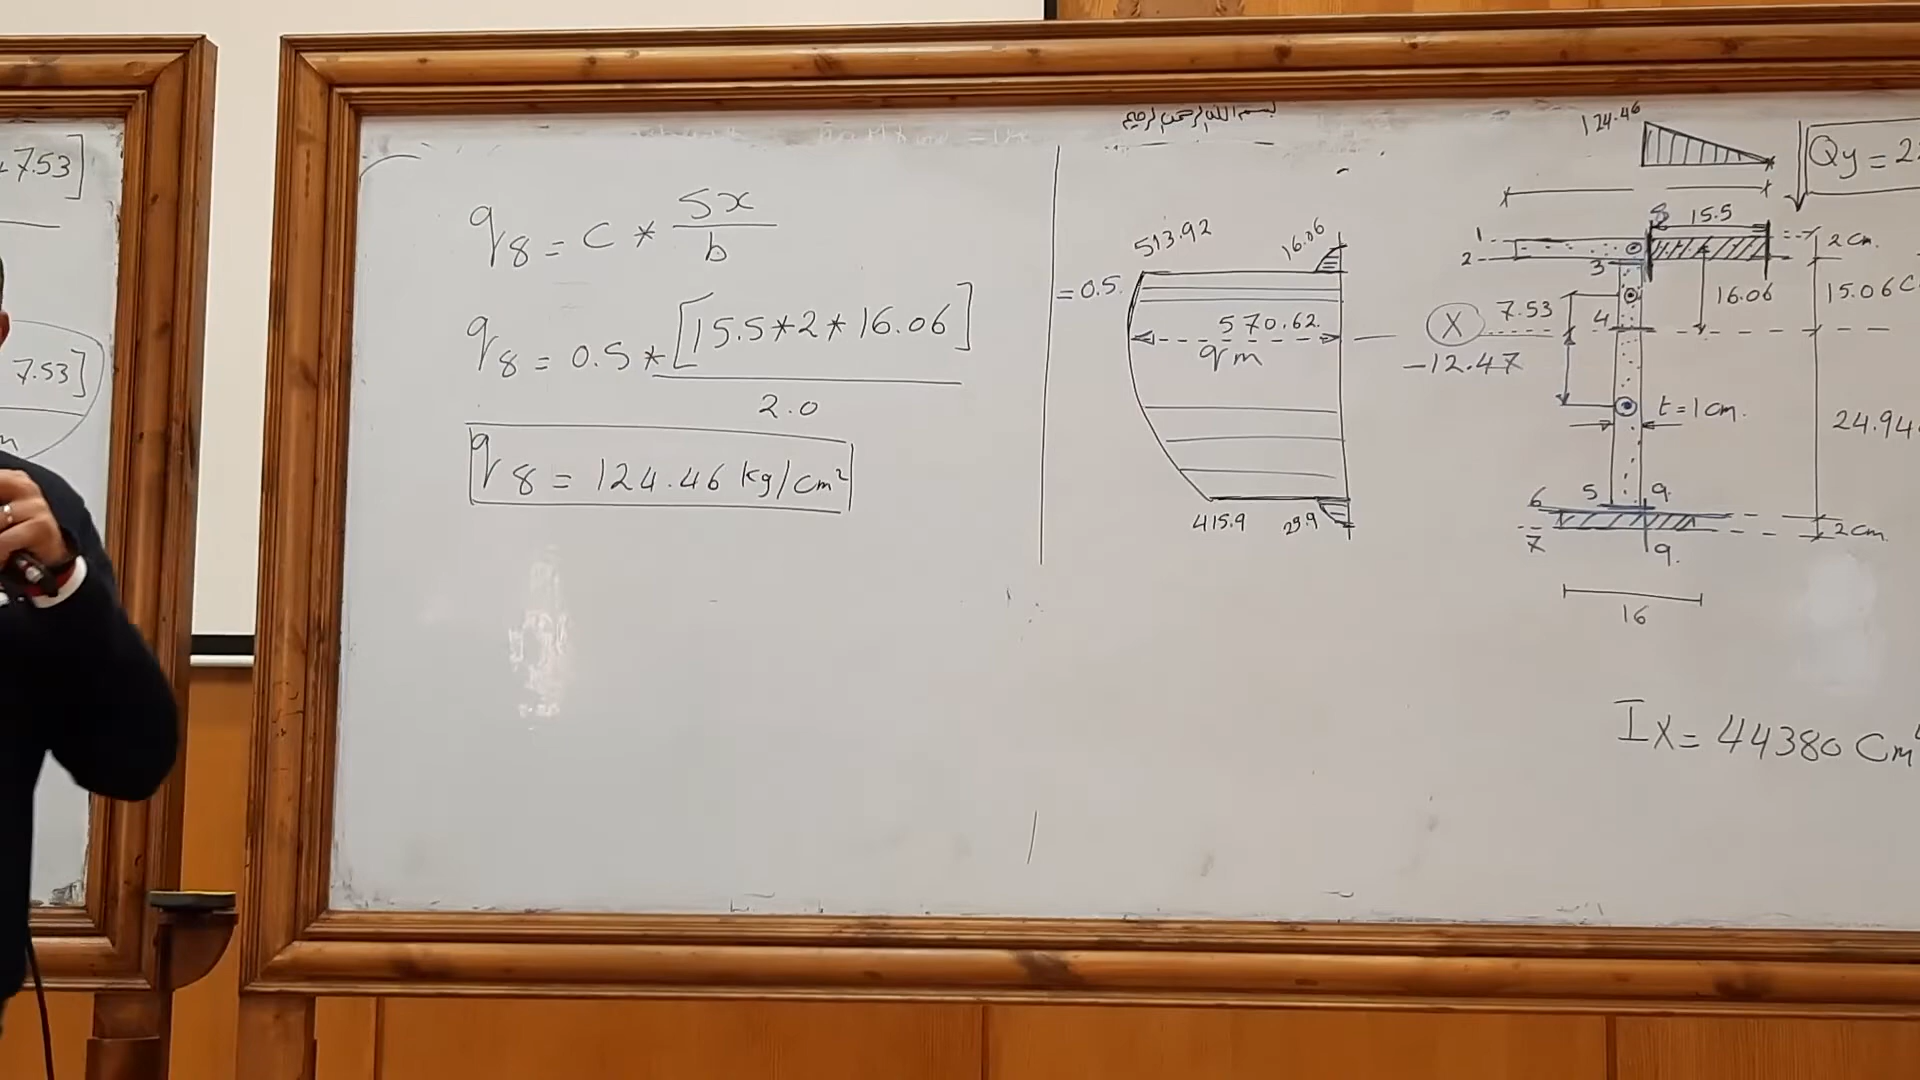 + 7.53]
7.53]
q8 = c * Sx / b
q8 = 0.5 * [15.5*2*16.06] / 2.0
q8 = 124.46 kg/cm²
بسم الله الرحمن الرحيم
= 0.5
513.92
16.06
570.62
qm
415.9
29.9
124.46
Qy = 22
8
15.5
1
2
3
2 cm.
16.06
15.06 C
7.53
4
X
-12.47
t = 1 cm.
24.94
5
9
6
7
9.
2 cm.
16
Ix = 44380 Cm⁴